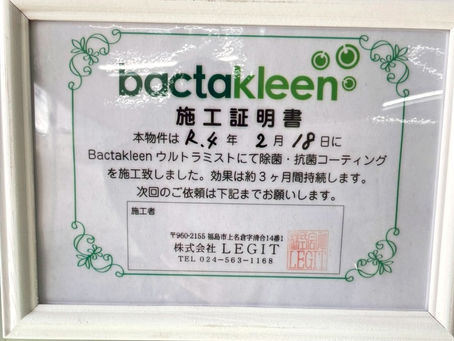 bactakleen
施工証明書
本物件は R.4 年 2 月 18 日に
Bactakleen ウルトラミストにて除菌・抗菌コーティング
を施工致しました。効果は約３ヶ月間持続します。
次回のご依頼は下記までお願いします。
施工者
〒960-2155 福島市上名倉字清合14番1
株式会社 LEGIT
TEL 024-563-1168
LEGIT